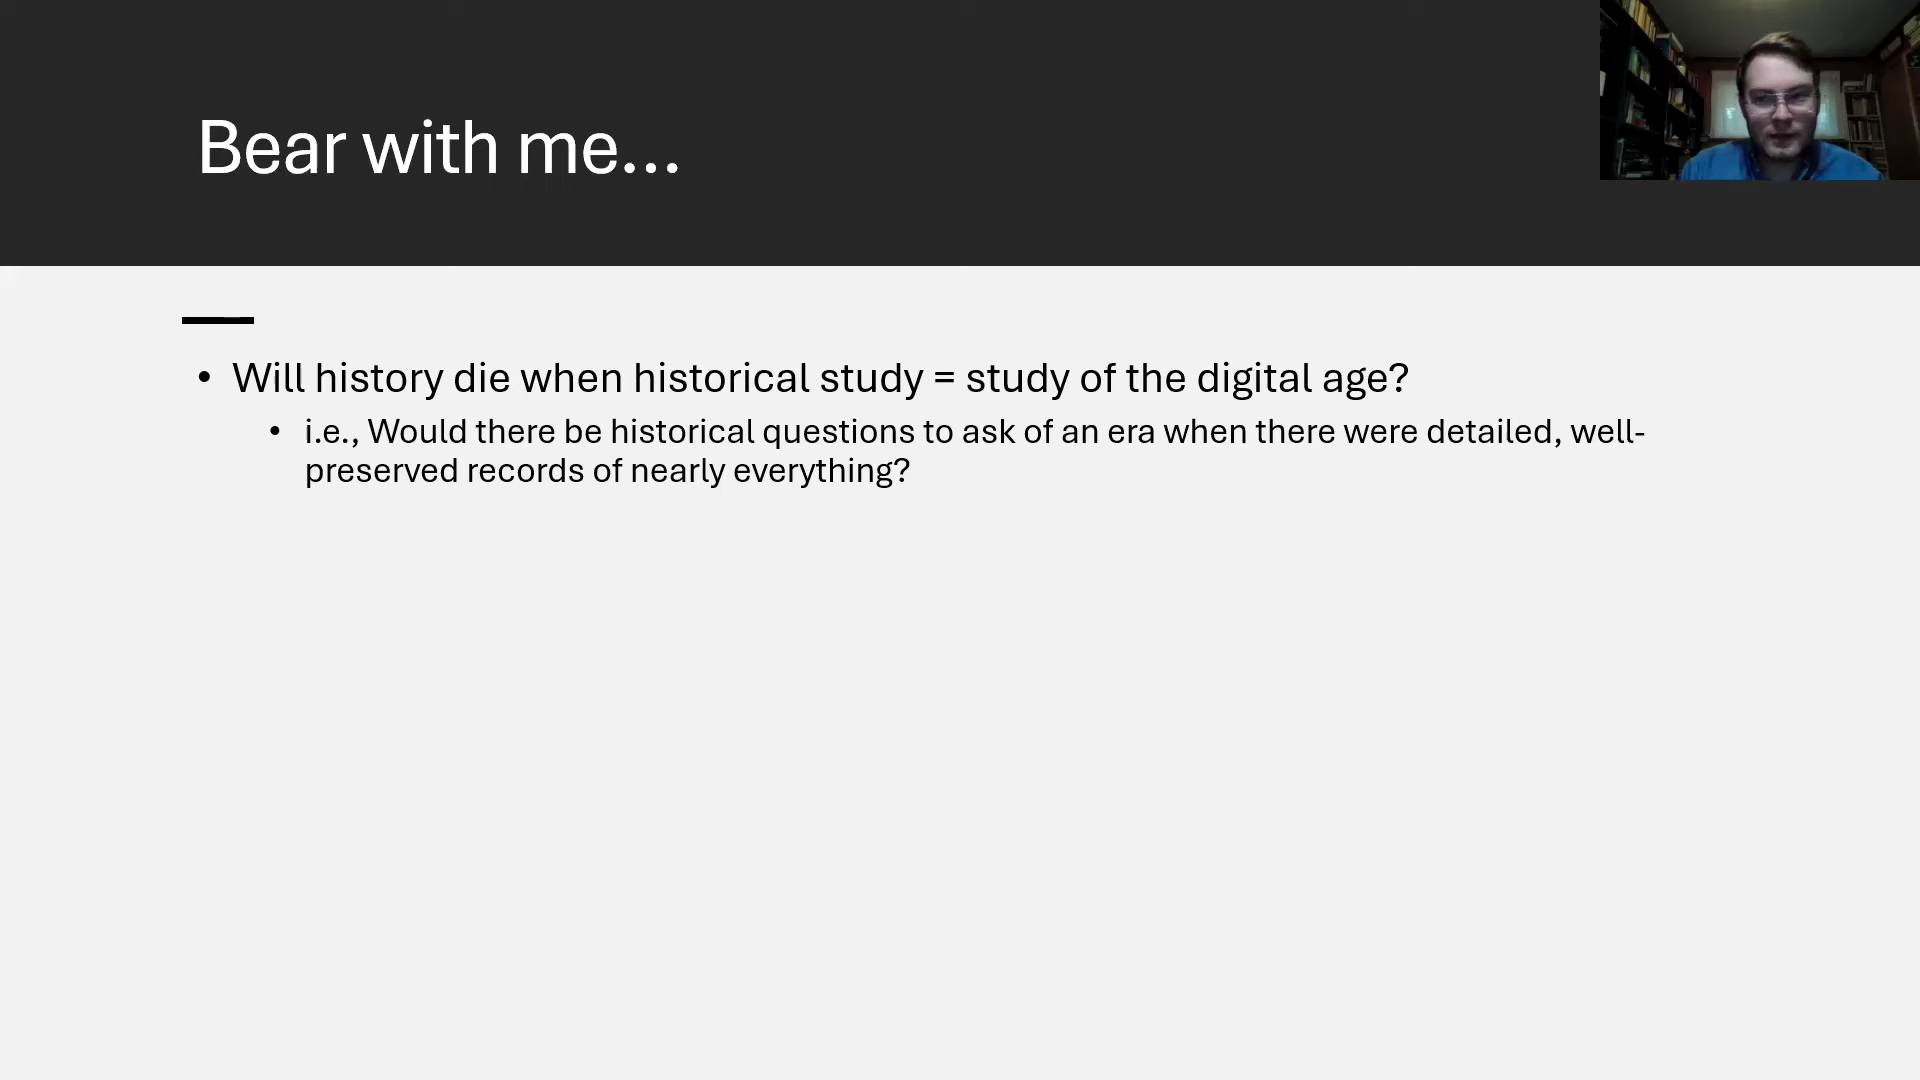 Bear with me...
• Will history die when historical study = study of the digital age?
• i.e., Would there be historical questions to ask of an era when there were detailed, well-
preserved records of nearly everything?